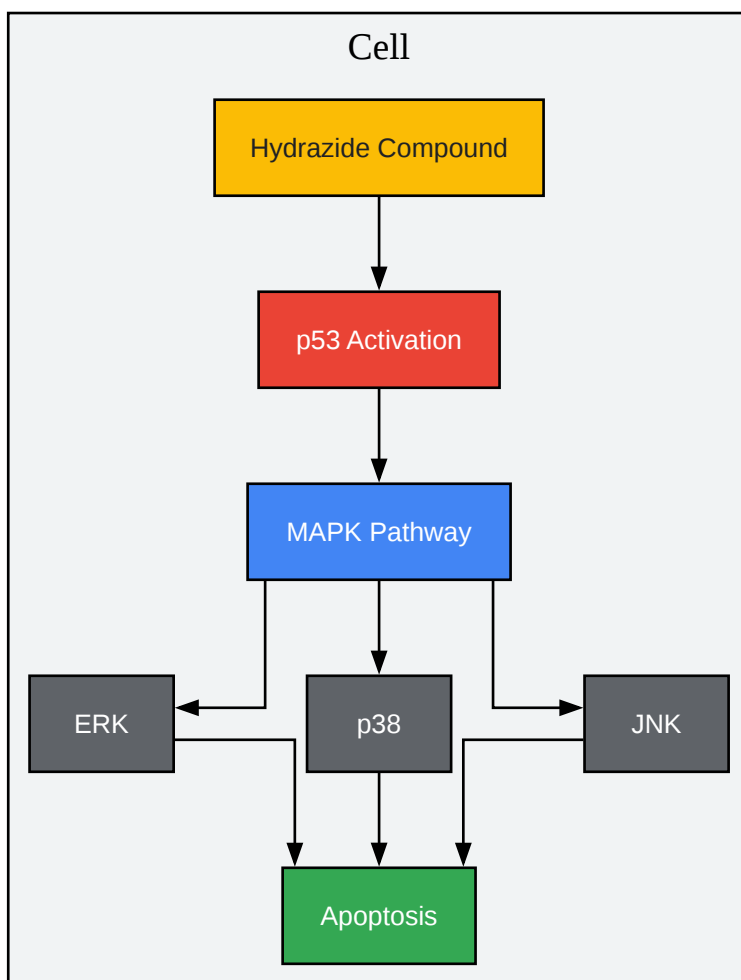 Cell
Hydrazide Compound
p53 Activation
MAPK Pathway
ERK
p38
JNK
Apoptosis